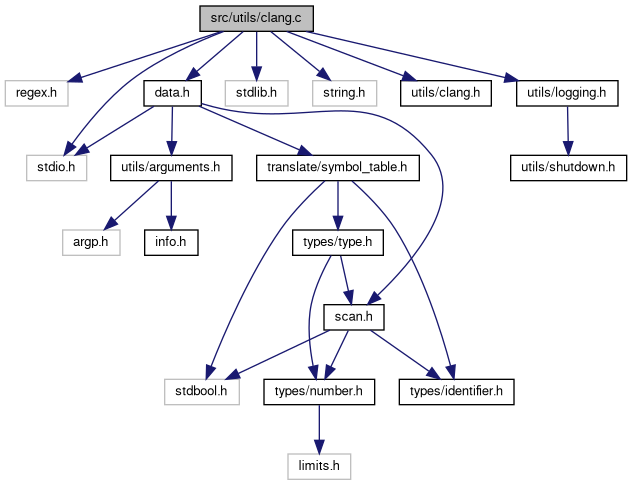 src/utils/clang.c
regex.h
data.h
stdlib.h
string.h
utils/clang.h
utils/logging.h
stdio.h
utils/arguments.h
translate/symbol_table.h
utils/shutdown.h
argp.h
info.h
types/type.h
scan.h
stdbool.h
types/number.h
types/identifier.h
limits.h